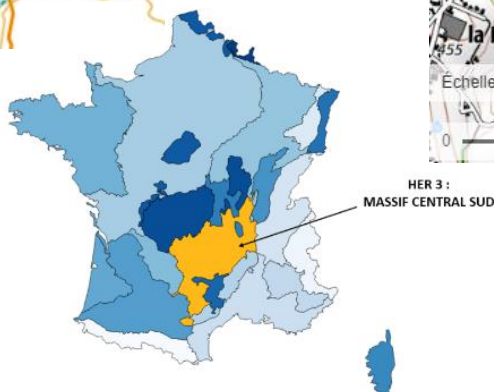 la
455
Échelle
0
HER 3 :
MASSIF CENTRAL SUD